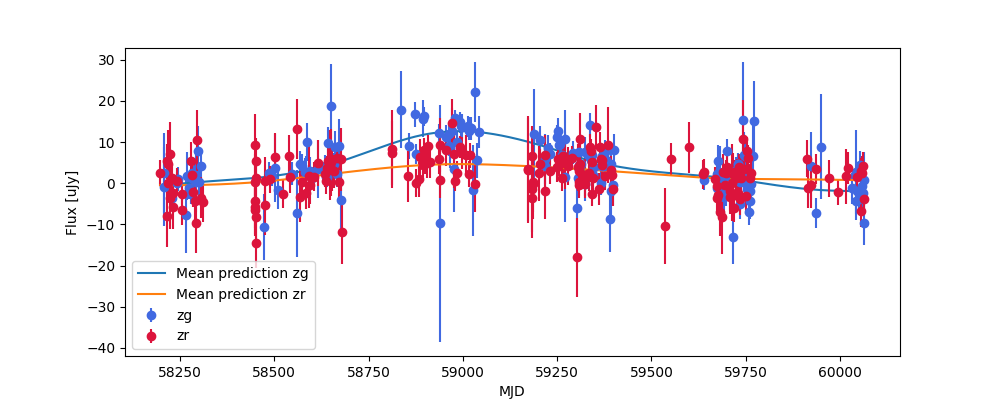 30
20
10
0
−10
−20
−30
−40
Flux [uJy]
58250 58500 58750 59000 59250 59500 59750 60000
MJD
Mean prediction zg
Mean prediction zr
zg
zr